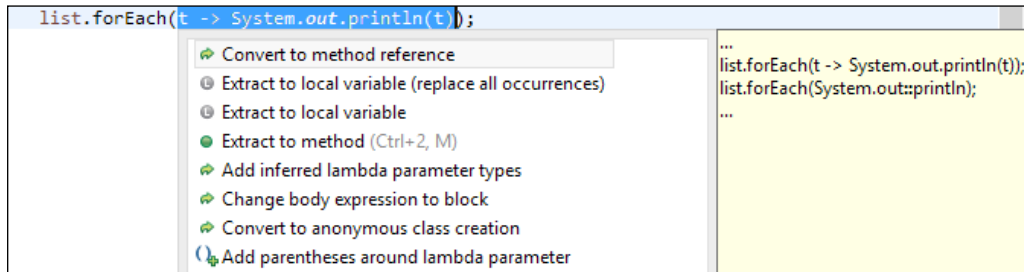 list.forEach(t -> System.out.println(t));
Convert to method reference
Extract to local variable (replace all occurrences)
Extract to local variable
Extract to method (Ctrl+2, M)
Add inferred lambda parameter types
Change body expression to block
Convert to anonymous class creation
Add parentheses around lambda parameter
...
list.forEach(t -> System.out.println(t));
list.forEach(System.out::println);
...